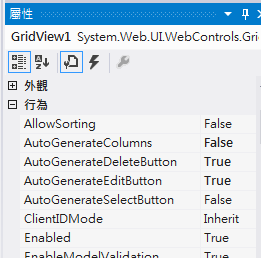 屬性
GridView1 System.Web.UI.WebControls.Gri
外觀
行為
AllowSorting False
AutoGenerateColumns False
AutoGenerateDeleteButton True
AutoGenerateEditButton True
AutoGenerateSelectButton False
ClientIDMode Inherit
Enabled True
EnableModelValidation True